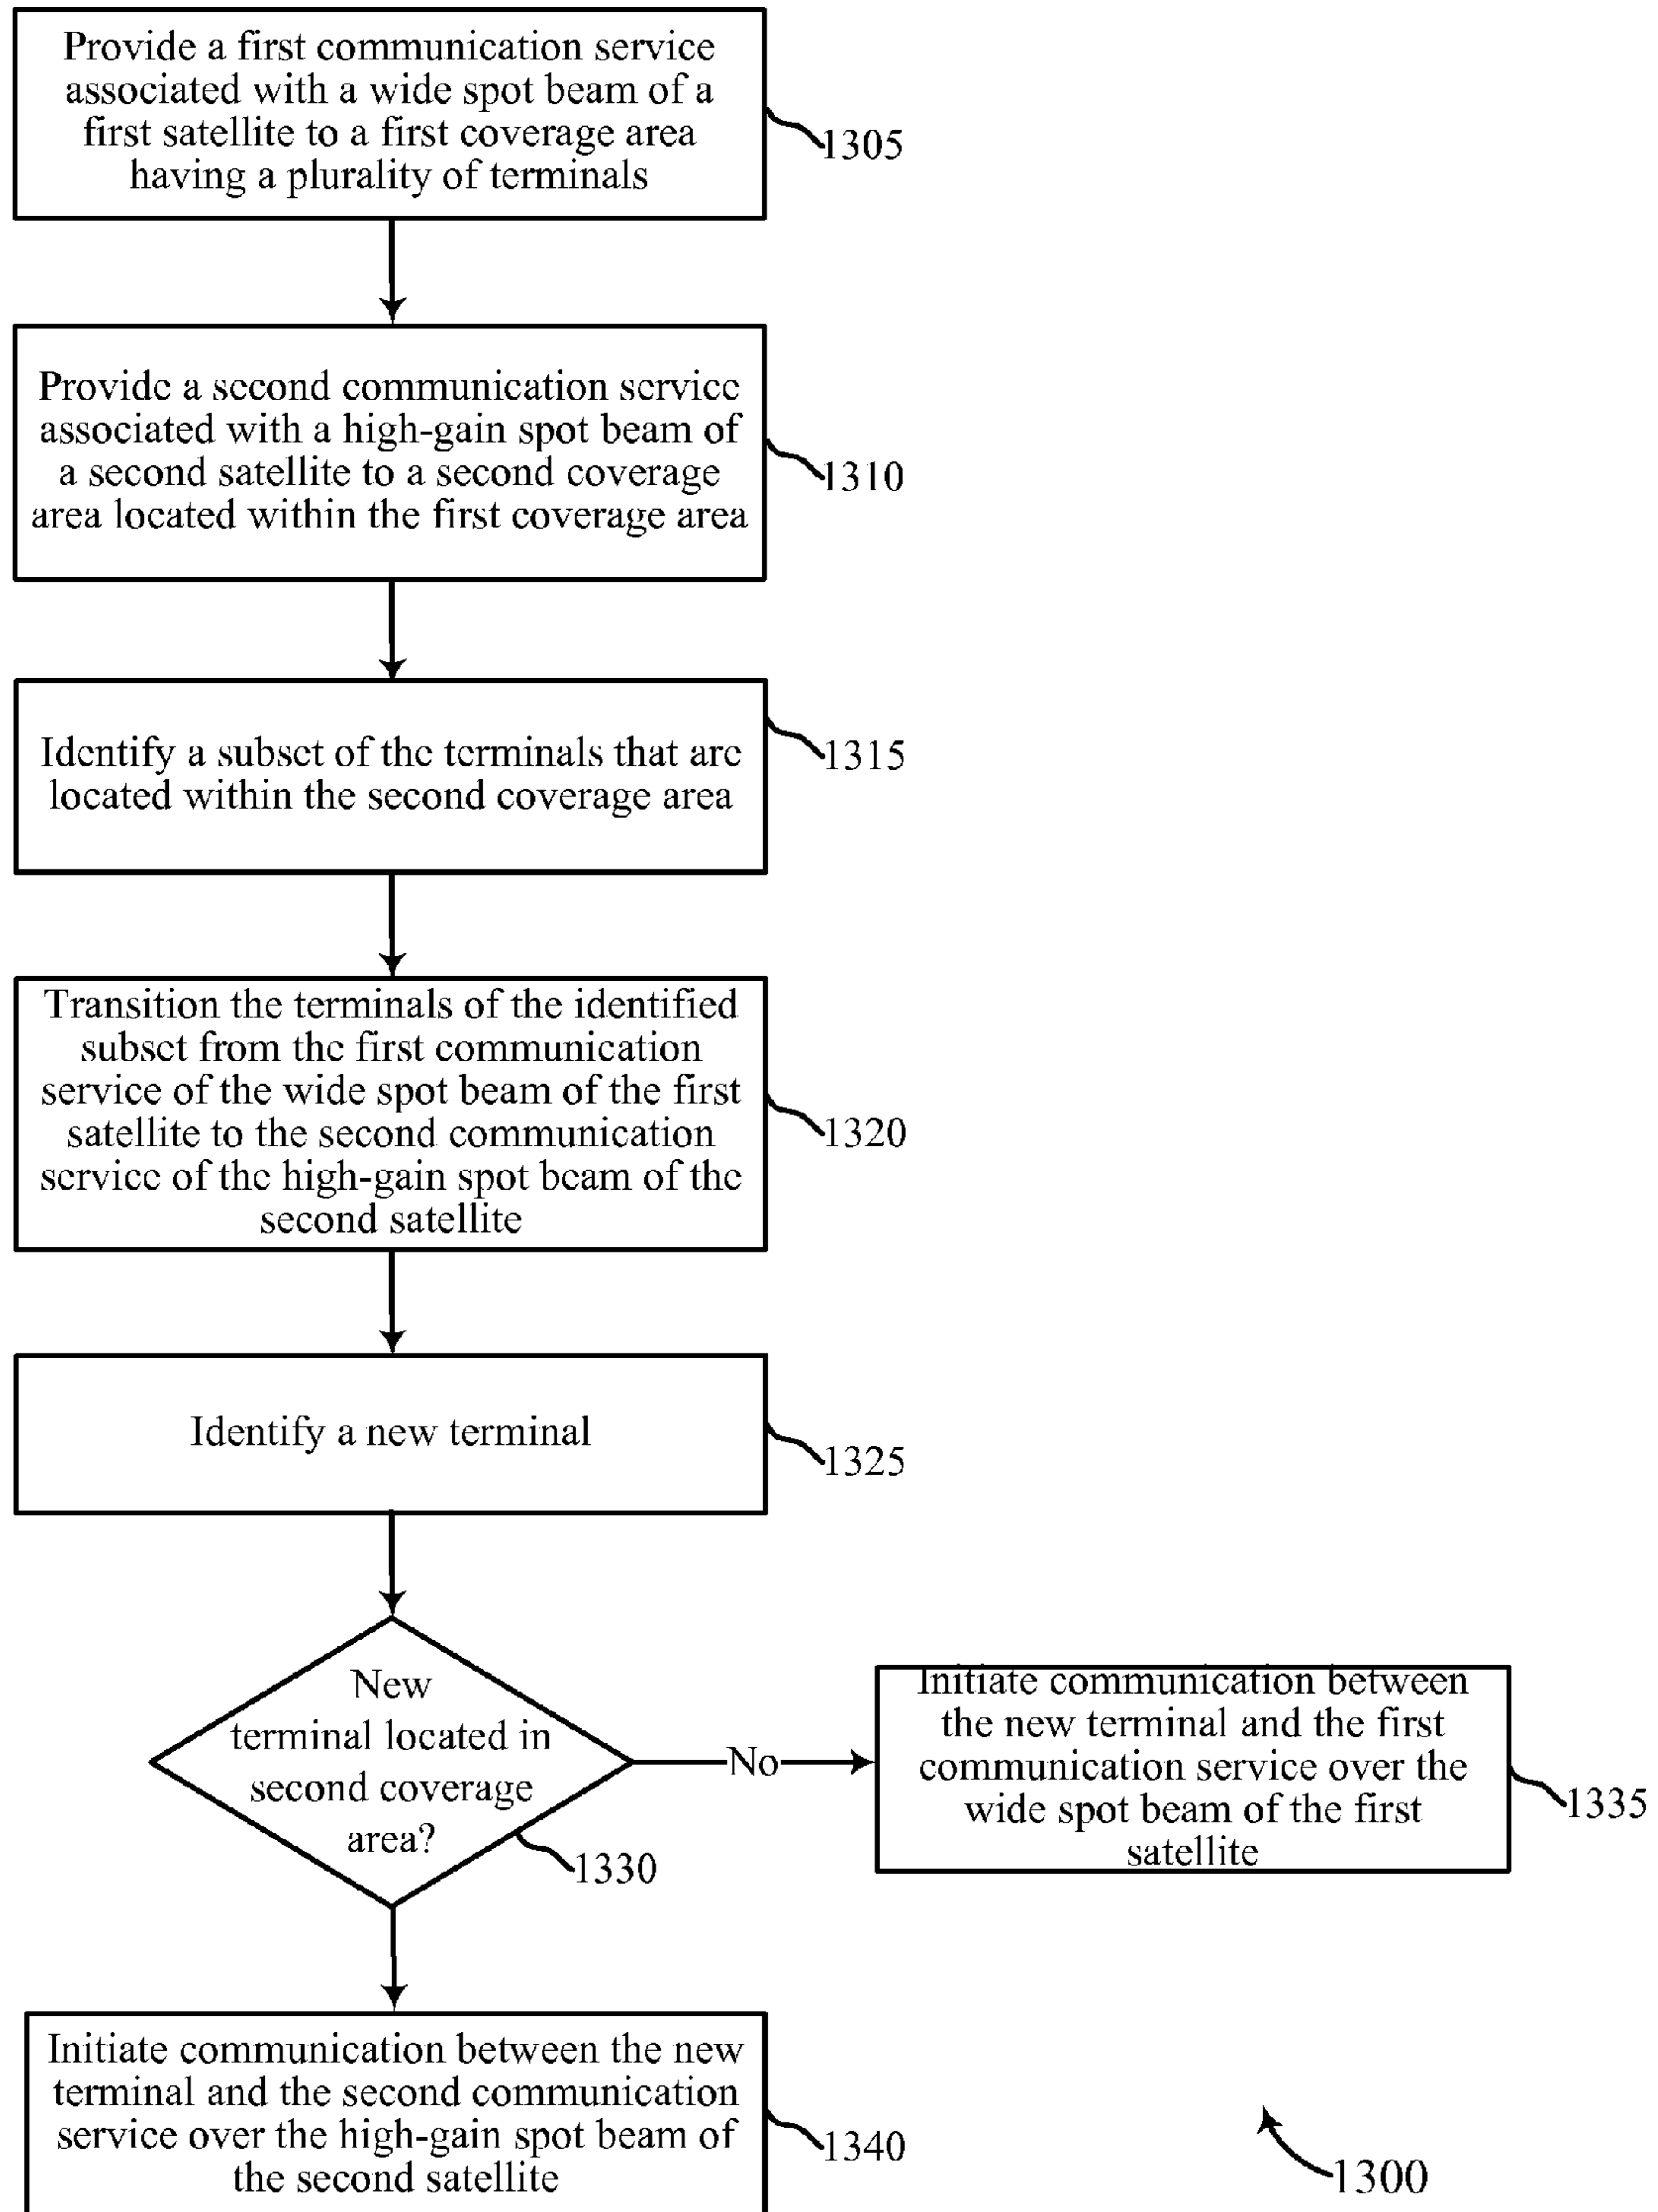 Provide a first communication service
associated with a wide spot beam of a
first satellite to a first coverage area
having a plurality of terminals
1305
Provide a second communication service
associated with a high-gain spot beam of
a second satellite to a second coverage
area located within the first coverage area
1310
Identify a subset of the terminals that are
located within the second coverage area
1315
Transition the terminals of the identified
subset from the first communication
service of the wide spot beam of the first
satellite to the second communication
service of the high-gain spot beam of the
second satellite
1320
Identify a new terminal
1325
New
terminal located in
second coverage
area?
1330
No
Initiate communication between
the new terminal and the first
communication service over the
wide spot beam of the first
satellite
1335
Initiate communication between the new
terminal and the second communication
service over the high-gain spot beam of
the second satellite
1340
1300